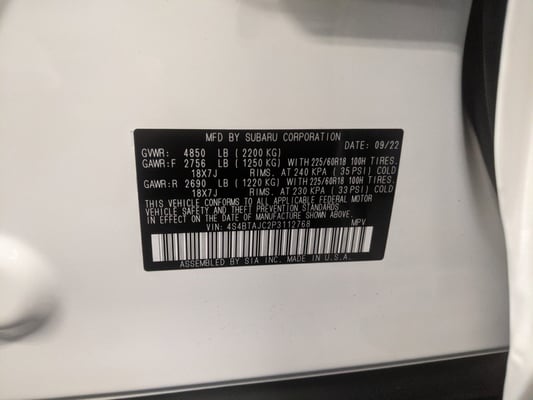 MFD BY SUBARU CORPORATION
GVWR: 4850 LB (2200 KG) DATE: 09/22
GAWR:F 2756 LB (1250 KG) WITH 225/60R18 100H TIRES.
18X7J RIMS. AT 240 KPA (35 PSI) COLD
GAWR:R 2690 LB (1220 KG) WITH 225/60R18 100H TIRES.
18X7J RIMS. AT 230 KPA (33 PSI) COLD
THIS VEHICLE CONFORMS TO ALL APPLICABLE FEDERAL MOTOR
VEHICLE SAFETY AND THEFT PREVENTION STANDARDS
IN EFFECT ON THE DATE OF MANUFACTURE SHOWN ABOVE.
VIN: 4S4BTAJC2P3112768 MPV
ASSEMBLED BY SIA INC. MADE IN U.S.A.